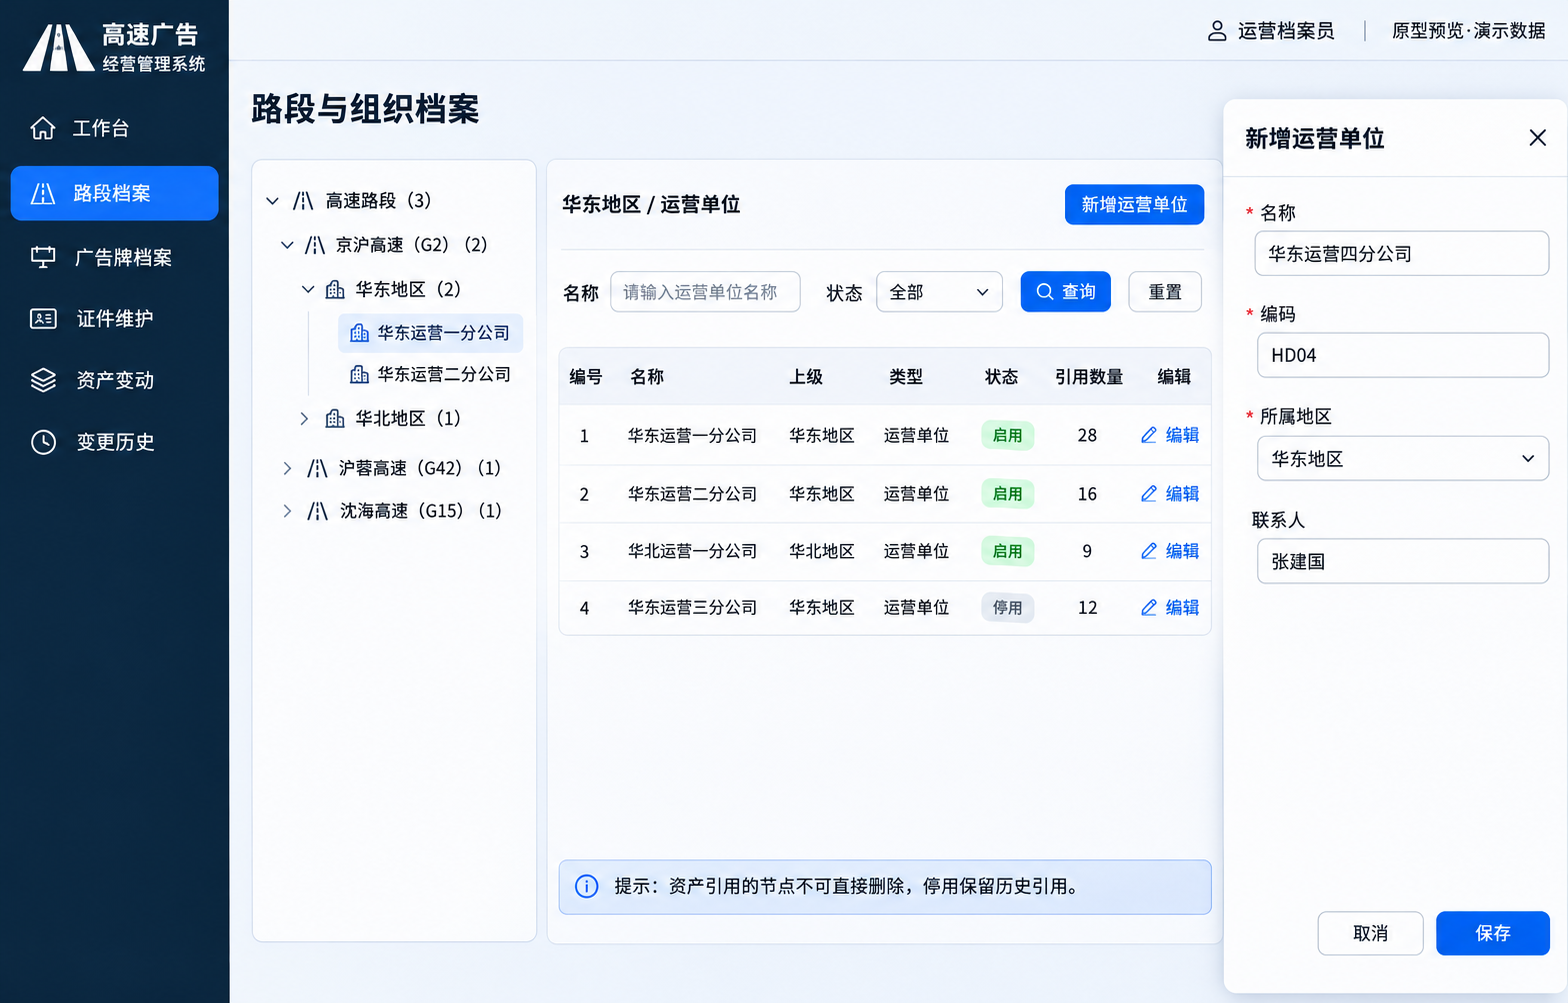 高速广告
经营管理系统
工作台
路段档案
广告牌档案
证件维护
资产变动
变更历史
运营档案员
原型预览·演示数据
路段与组织档案
高速路段（3）
京沪高速（G2）（2）
华东地区（2）
华东运营一分公司
华东运营二分公司
华北地区（1）
沪蓉高速（G42）（1）
沈海高速（G15）（1）
华东地区 / 运营单位
新增运营单位
名称 请输入运营单位名称 状态 全部 查询 重置
编号 名称 上级 类型 状态 引用数量 编辑
1 华东运营一分公司 华东地区 运营单位 启用 28 编辑
2 华东运营二分公司 华东地区 运营单位 启用 16 编辑
3 华北运营一分公司 华北地区 运营单位 启用 9 编辑
4 华东运营三分公司 华东地区 运营单位 停用 12 编辑
提示：资产引用的节点不可直接删除，停用保留历史引用。
新增运营单位
* 名称
华东运营四分公司
* 编码
HD04
* 所属地区
华东地区
联系人
张建国
取消 保存